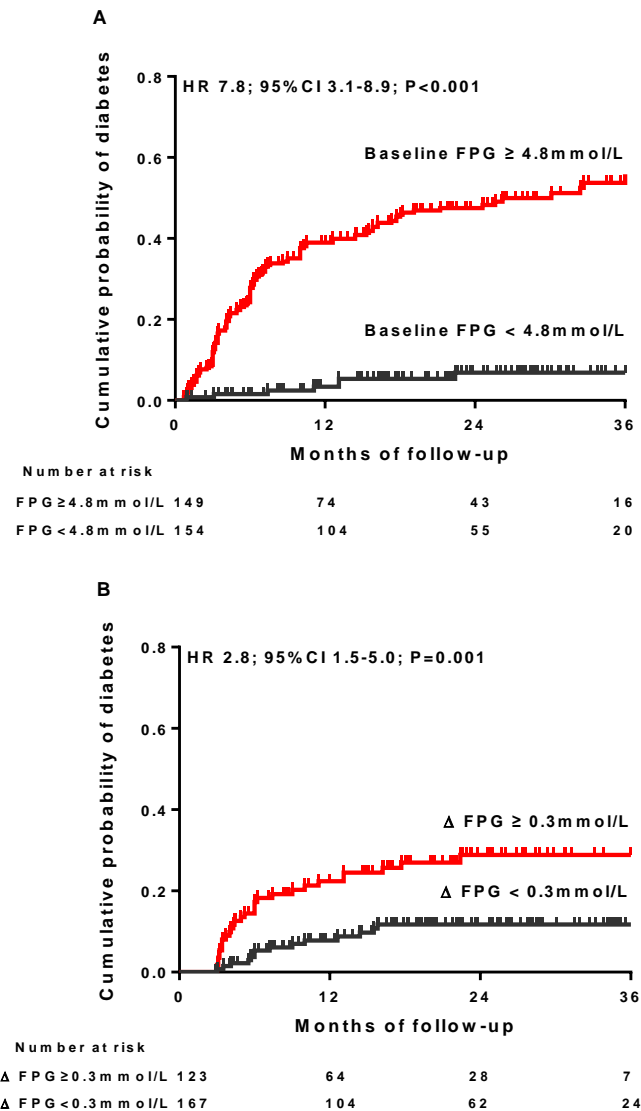 A
0.8
HR 7.8; 95%CI 3.1-8.9; P<0.001
Baseline FPG ≥ 4.8mmol/L
0.6
0.4
Baseline FPG < 4.8mmol/L
0.2
0.0
Cumulative probability of diabetes
0 12 24 36
Months of follow-up
Number at risk
FPG≥4.8mmol/L 149 74 43 16
FPG<4.8mmol/L 154 104 55 20
B
0.8
HR 2.8; 95%CI 1.5-5.0; P=0.001
0.6
0.4
Δ FPG ≥ 0.3mmol/L
0.2
Δ FPG < 0.3mmol/L
0.0
Cumulative probability of diabetes
0 12 24 36
Months of follow-up
Number at risk
Δ FPG≥0.3mmol/L 123 64 28 7
Δ FPG<0.3mmol/L 167 104 62 24